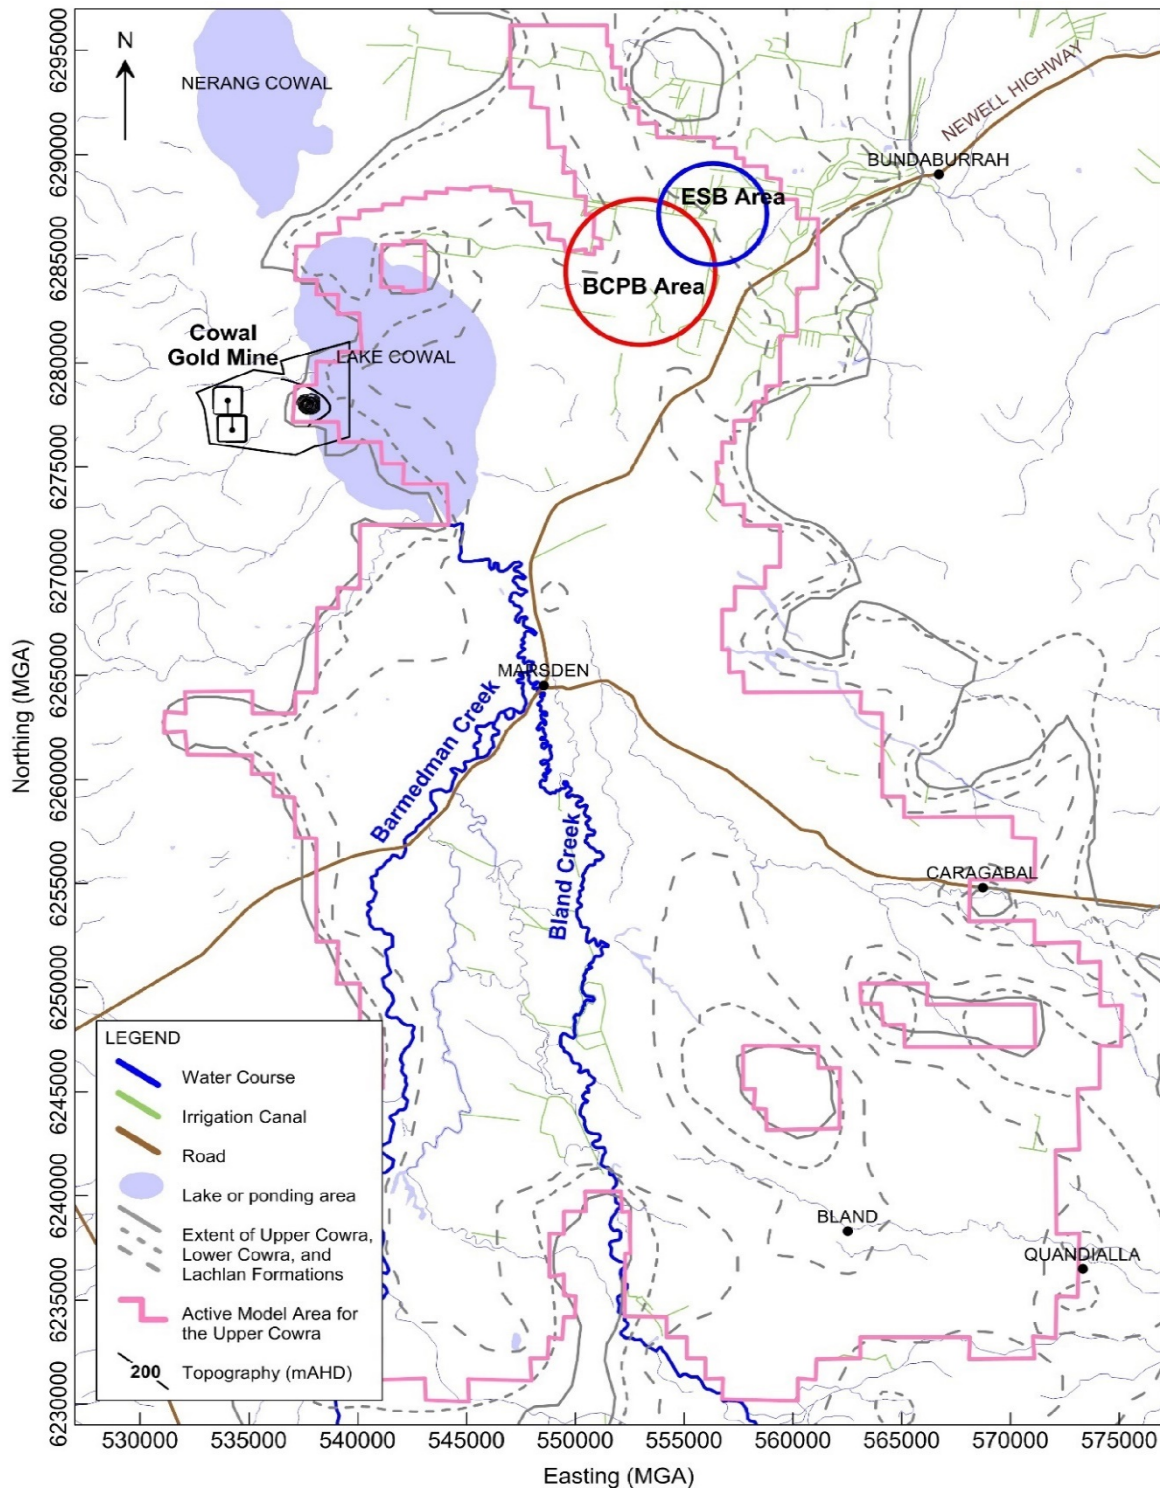 6295000
6290000
6285000
6280000
6275000
6270000
6265000
6260000
6255000
6250000
6245000
6240000
6235000
6230000
Northing (MGA)
N
NERANG COWAL
NEWELL HIGHWAY
BUNDABURRAH
ESB Area
BCPB Area
Cowal
Gold Mine
LAKE COWAL
MARSDEN
Barmedman Creek
Bland Creek
CARAGABAL
BLAND
QUANDIALLA
LEGEND
Water Course
Irrigation Canal
Road
Lake or ponding area
Extent of Upper Cowra,
Lower Cowra, and
Lachlan Formations
Active Model Area for
the Upper Cowra
200 Topography (mAHD)
530000 535000 540000 545000 550000 555000 560000 565000 570000 575000
Easting (MGA)